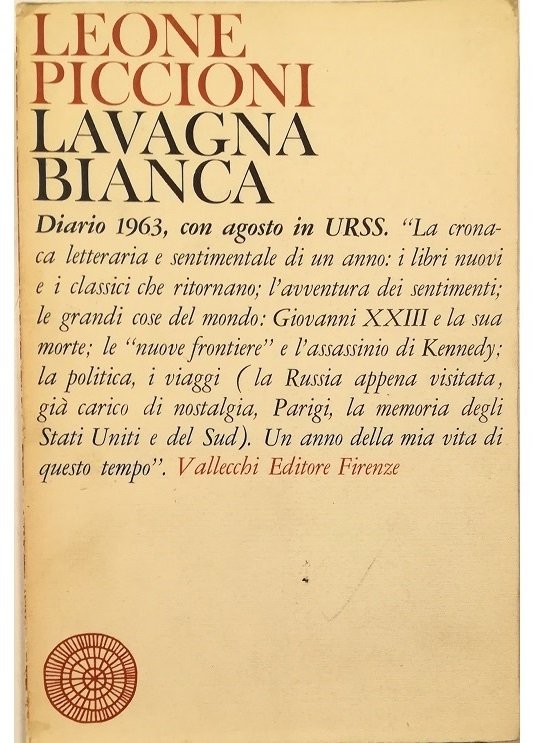 LEONE
PICCIONI
LAVAGNA
BIANCA
Diario 1963, con agosto in URSS. “La crona-
ca letteraria e sentimentale di un anno: i libri nuovi
e i classici che ritornano; l’avventura dei sentimenti;
le grandi cose del mondo: Giovanni XXIII e la sua
morte; le “nuove frontiere” e l’assassinio di Kennedy;
la politica, i viaggi (la Russia appena visitata,
già carico di nostalgia, Parigi, la memoria degli
Stati Uniti e del Sud). Un anno della mia vita di
questo tempo”. Vallecchi Editore Firenze